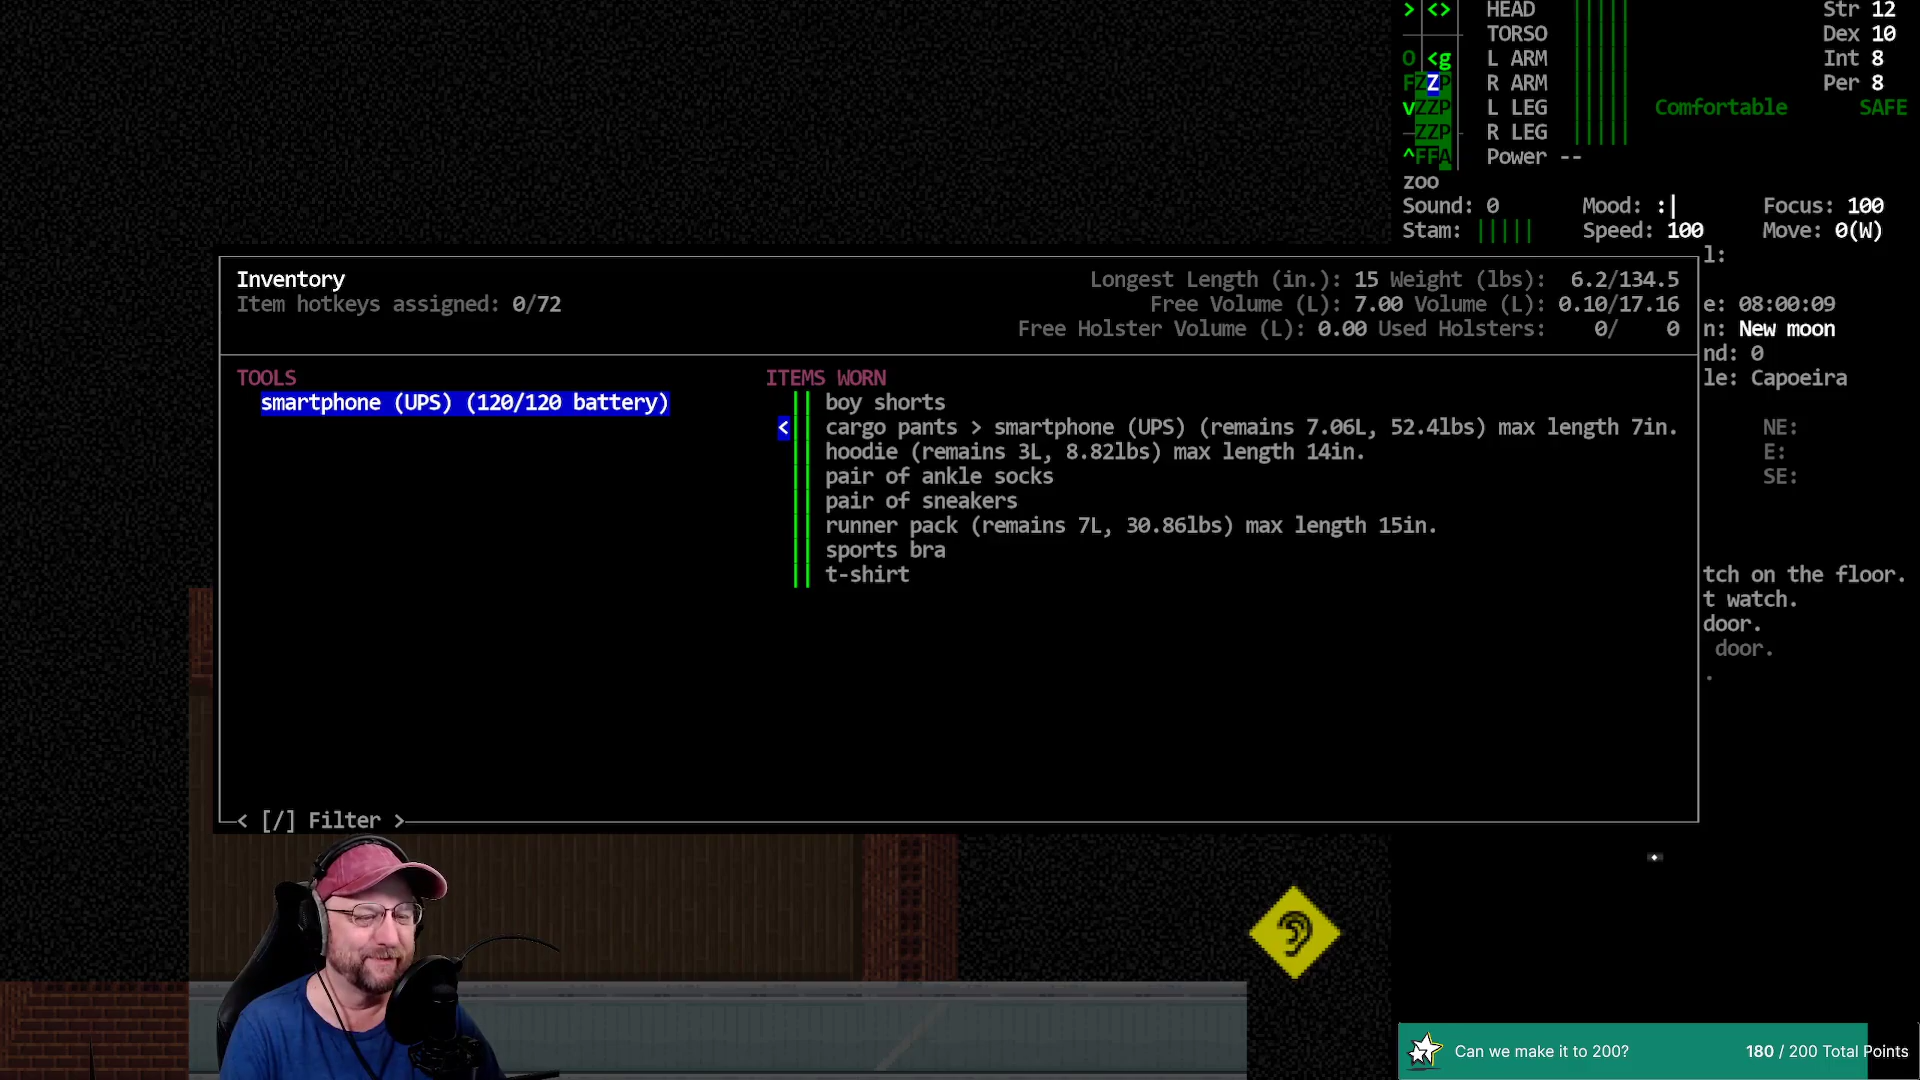 > <> HEAD Str 12
TORSO Dex 10
O <g L ARM Int 8
FZZP R ARM Per 8
vZZP L LEG Comfortable SAFE
ZZP R LEG
^FFA Power --
zoo
Sound: 0 Mood: :| Focus: 100
Stam: ||||| Speed: 100 Move: 0(W)
l:
Inventory Longest Length (in.): 15 Weight (lbs): 6.2/134.5
Item hotkeys assigned: 0/72 Free Volume (L): 7.00 Volume (L): 0.10/17.16 e: 08:00:09
Free Holster Volume (L): 0.00 Used Holsters: 0/ 0 n: New moon
nd: 0
TOOLS ITEMS WORN le: Capoeira
smartphone (UPS) (120/120 battery) boy shorts
< cargo pants > smartphone (UPS) (remains 7.06L, 52.4lbs) max length 7in. NE:
hoodie (remains 3L, 8.82lbs) max length 14in. E:
pair of ankle socks SE:
pair of sneakers
runner pack (remains 7L, 30.86lbs) max length 15in.
sports bra
t-shirt tch on the floor.
t watch.
door.
door.
.
< [/] Filter >
Can we make it to 200? 180 / 200 Total Points